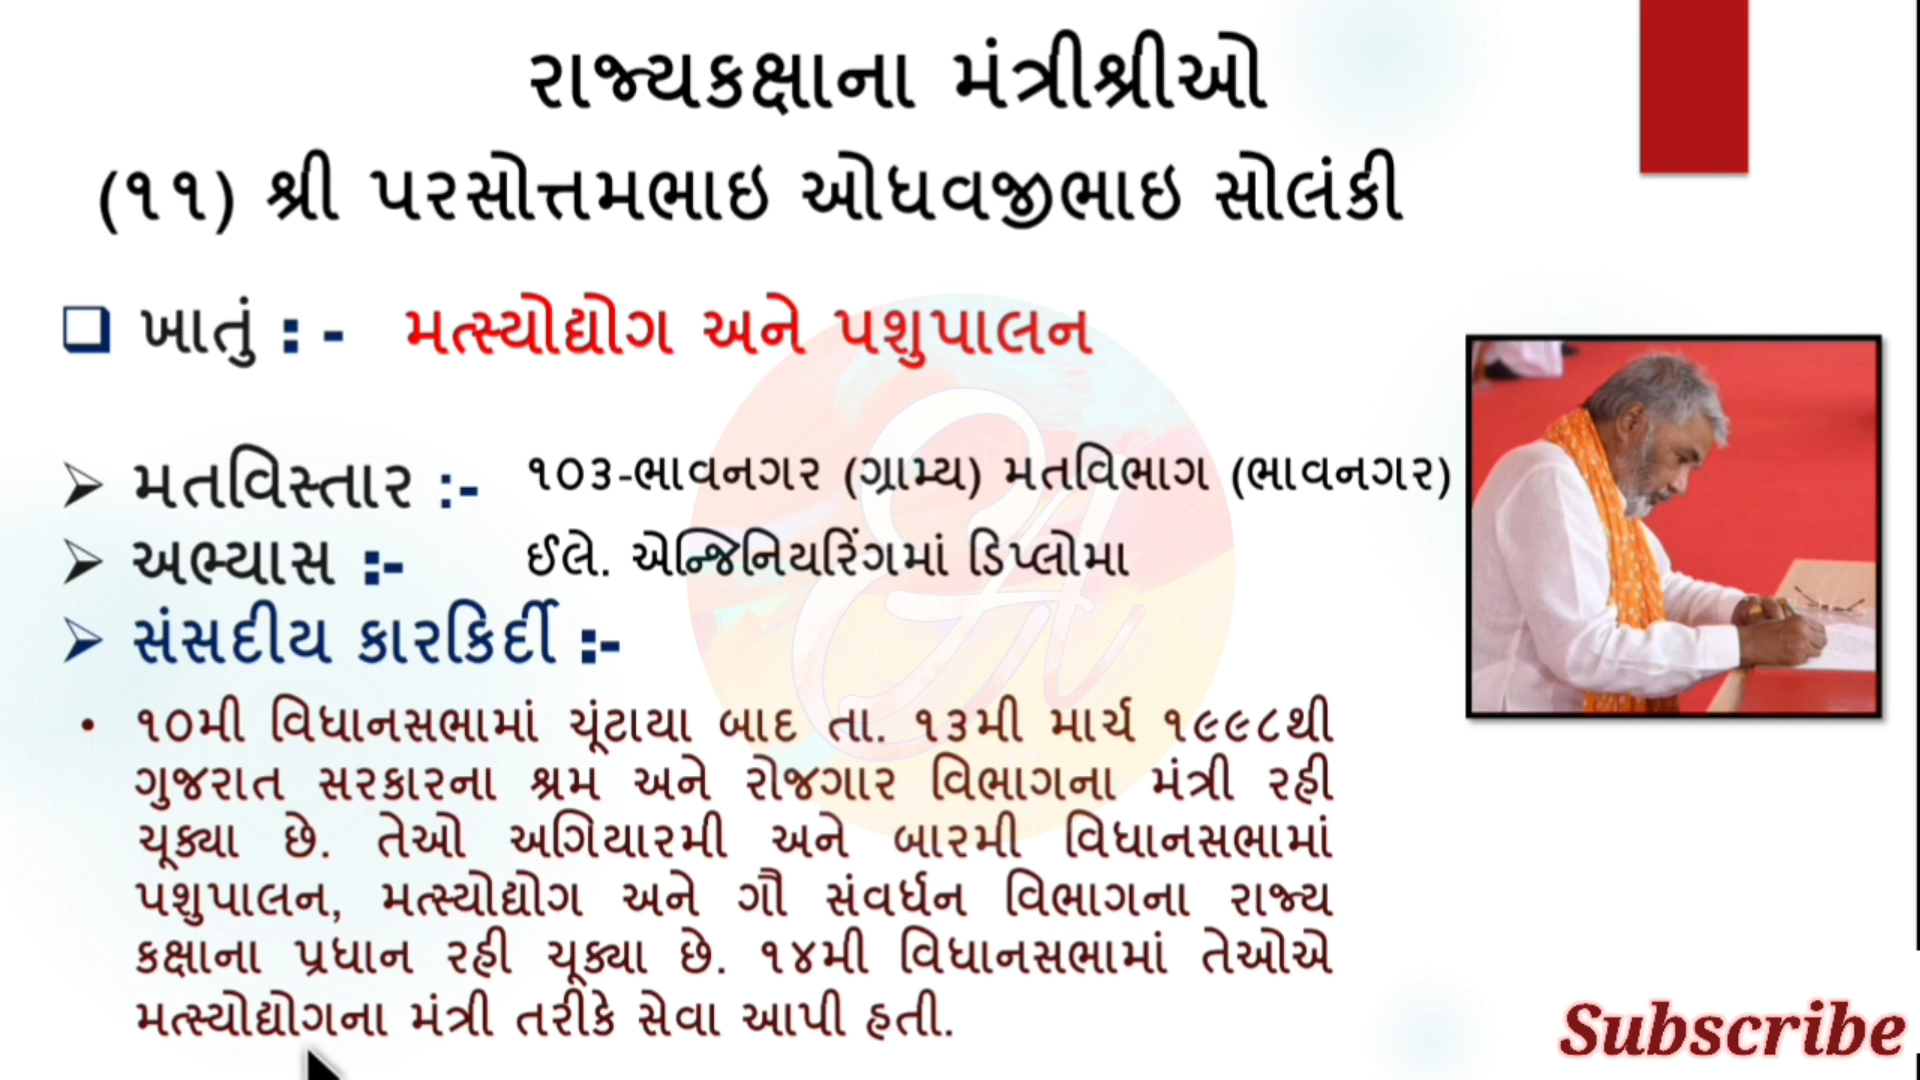 રાજ્યકક્ષાના મંત્રીશ્રીઓ
(૧૧) શ્રી પરસોત્તમભાઇ ઓધવજીભાઇ સોલંકી
ખાતું : - મત્સ્યોદ્યોગ અને પશુપાલન
મતવિસ્તાર :- ૧૦૩-ભાવનગર (ગ્રામ્ય) મતવિભાગ (ભાવનગર)
અભ્યાસ :- ઈલે. એન્જિનિયરિંગમાં ડિપ્લોમા
સંસદીય કારકિર્દી :-
• ૧૦મી વિધાનસભામાં ચૂંટાયા બાદ તા. ૧૩મી માર્ચ ૧૯૯૮થી
ગુજરાત સરકારના શ્રમ અને રોજગાર વિભાગના મંત્રી રહી
ચૂક્યા છે. તેઓ અગિયારમી અને બારમી વિધાનસભામાં
પશુપાલન, મત્સ્યોદ્યોગ અને ગૌ સંવર્ધન વિભાગના રાજ્ય
કક્ષાના પ્રધાન રહી ચૂક્યા છે. ૧૪મી વિધાનસભામાં તેઓએ
મત્સ્યોદ્યોગના મંત્રી તરીકે સેવા આપી હતી.
Subscribe